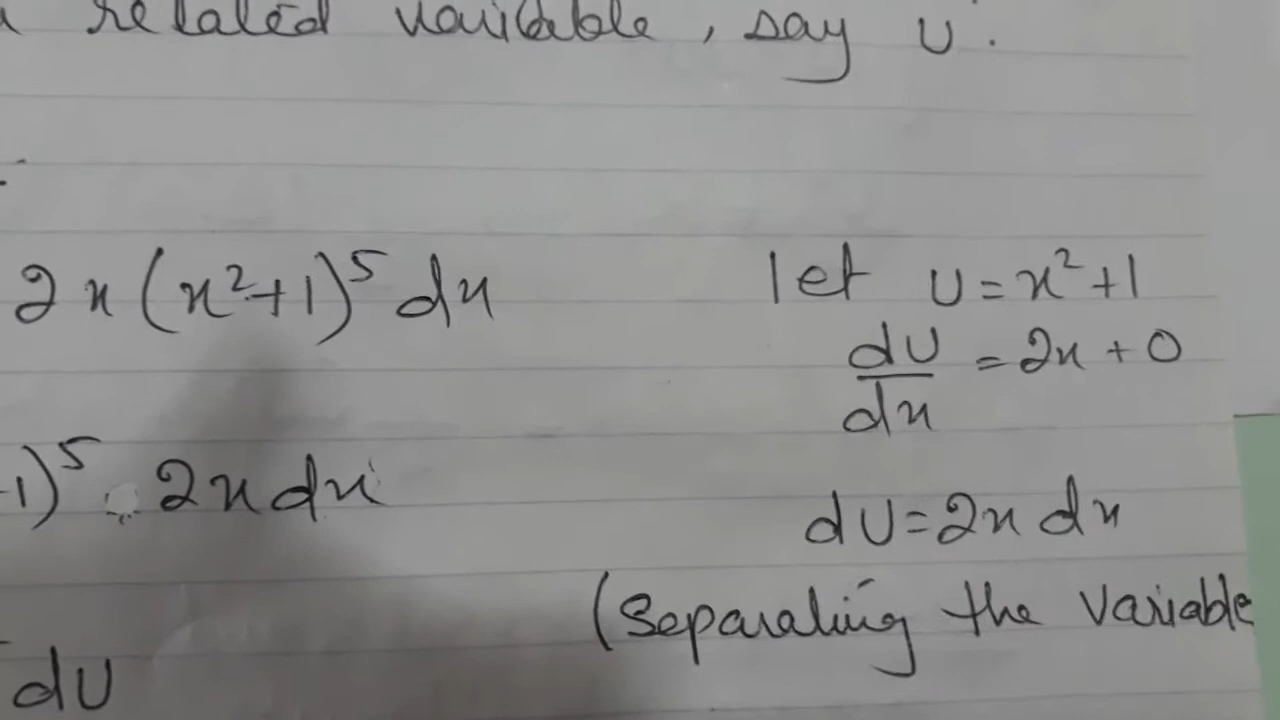 related variable, say u.
2x(x²+1)⁵ dx
let u=x²+1
du/dx = 2x+0
1)⁵ . 2x dx
du=2x dx
(Separating the variable
du